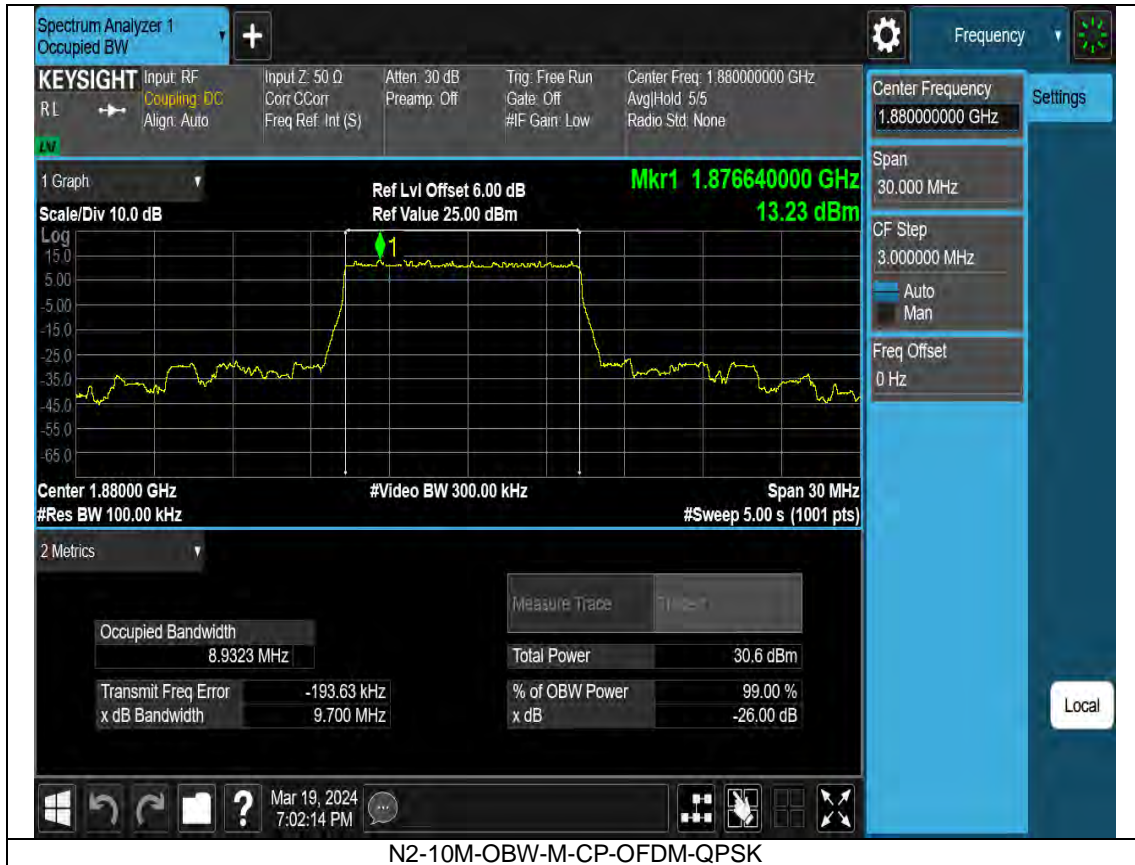 Spectrum Analyzer 1
Occupied BW
+
Frequency
KEYSIGHT
RL
Input: RF
Coupling: DC
Align: Auto
Input Z: 50 Ω
Corr CCorr
Freq Ref: Int (S)
Atten: 30 dB
Preamp: Off
Trig: Free Run
Gate: Off
#IF Gain: Low
Center Freq: 1.880000000 GHz
Avg|Hold: 5/5
Radio Std: None
1 Graph
Scale/Div 10.0 dB
Ref Lvl Offset 6.00 dB
Ref Value 25.00 dBm
Mkr1 1.876640000 GHz
13.23 dBm
Log
15.0
5.00
-5.00
-15.0
-25.0
-35.0
-45.0
-55.0
-65.0
1
Center 1.88000 GHz
#Video BW 300.00 kHz
Span 30 MHz
#Res BW 100.00 kHz
#Sweep 5.00 s (1001 pts)
2 Metrics
Measure Trace
Occupied Bandwidth
8.9323 MHz
Total Power 30.6 dBm
Transmit Freq Error -193.63 kHz
% of OBW Power 99.00 %
x dB Bandwidth 9.700 MHz
x dB -26.00 dB
Center Frequency
1.880000000 GHz
Settings
Span
30.000 MHz
CF Step
3.000000 MHz
Auto
Man
Freq Offset
0 Hz
Local
?
Mar 19, 2024
7:02:14 PM
N2-10M-OBW-M-CP-OFDM-QPSK